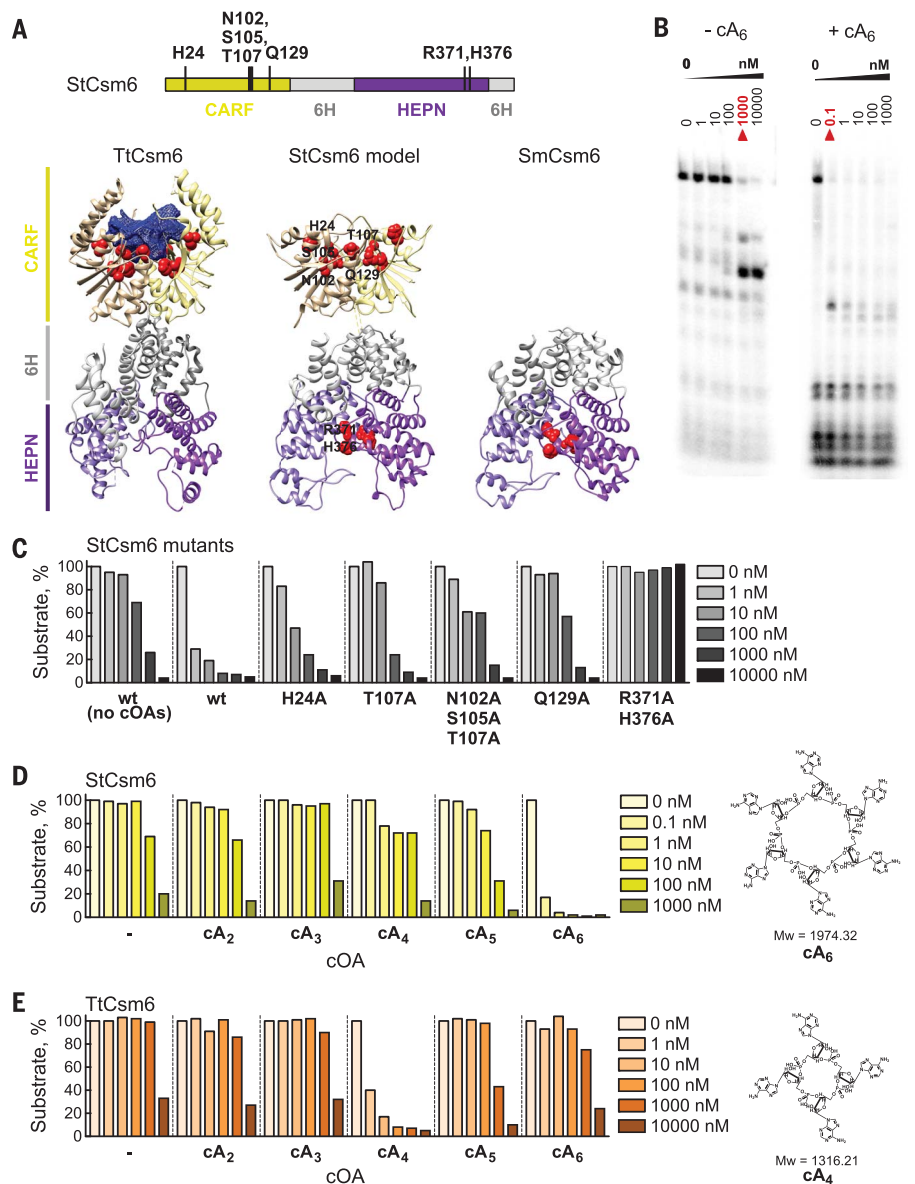 A
N102,
S105,
H24 T107 Q129 R371,H376
StCsm6
CARF 6H HEPN 6H
TtCsm6 StCsm6 model SmCsm6
CARF
6H
HEPN
H24
T107
S105
N102
Q129
R371
H376
B
- cA6 + cA6
0 nM 0 nM
0 1 10 100 1000 10000 0 0.1 1 10 100 1000
C
StCsm6 mutants
Substrate, %
100
80
60
40
20
0
wt
(no cOAs)
wt
H24A
T107A
N102A
S105A
T107A
Q129A
R371A
H376A
0 nM
1 nM
10 nM
100 nM
1000 nM
10000 nM
D
StCsm6
Substrate, %
100
80
60
40
20
0
- cA2 cA3 cA4 cA5 cA6
cOA
0 nM
0.1 nM
1 nM
10 nM
100 nM
1000 nM
Mw = 1974.32
cA6
E
TtCsm6
Substrate, %
100
80
60
40
20
0
- cA2 cA3 cA4 cA5 cA6
cOA
0 nM
1 nM
10 nM
100 nM
1000 nM
10000 nM
Mw = 1316.21
cA4